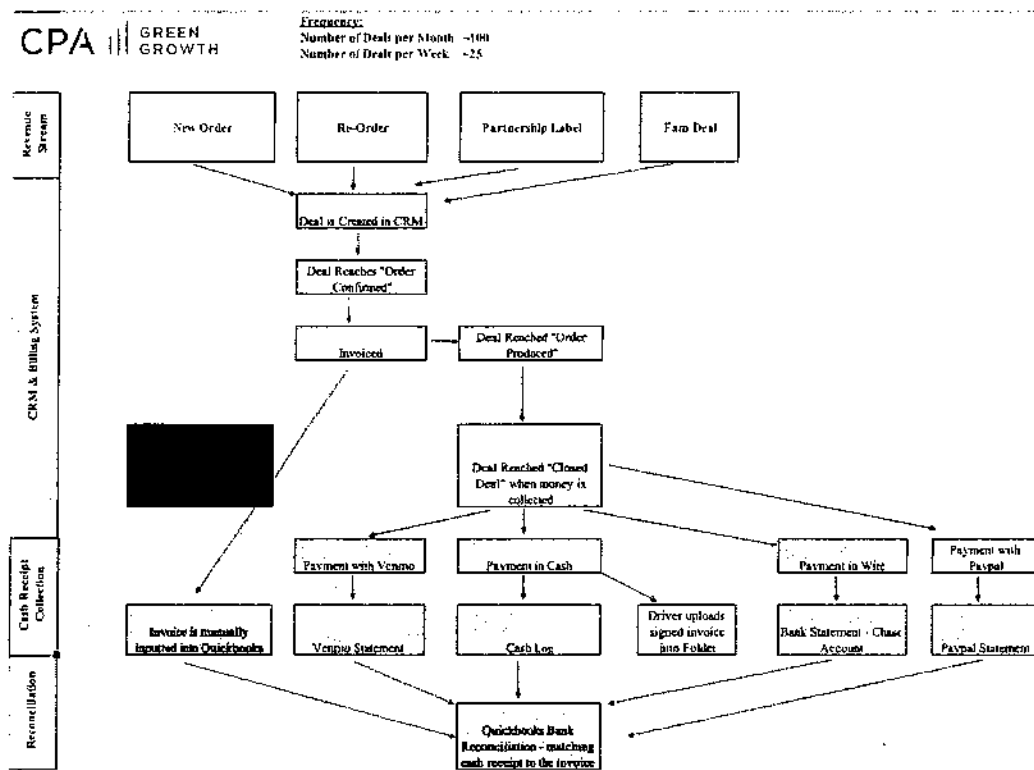 CPA GREEN
GROWTH
Frequency:
Number of Deals per Month ~100
Number of Deals per Week ~25
Revenue
Stream
New Order
Re-Order
Partnership Label
Fam Deal
CRM & Billing System
Deal is Created in CRM
Deal Reaches "Order
Confirmed"
Invoiced
Deal Reached "Order
Produced"
Deal Reached "Closed
Deal" when money is
collected
Cash Receipt
Collection
Payment with Venmo
Payment in Cash
Payment in Wire
Payment with
Paypal
Invoice is manually
inputted into Quickbooks
Venmo Statement
Cash Log
Driver uploads
signed invoice
into Folder
Bank Statement - Chase
Account
Paypal Statement
Reconciliation
Quickbooks Bank
Reconciliation - matching
cash receipt to the invoice